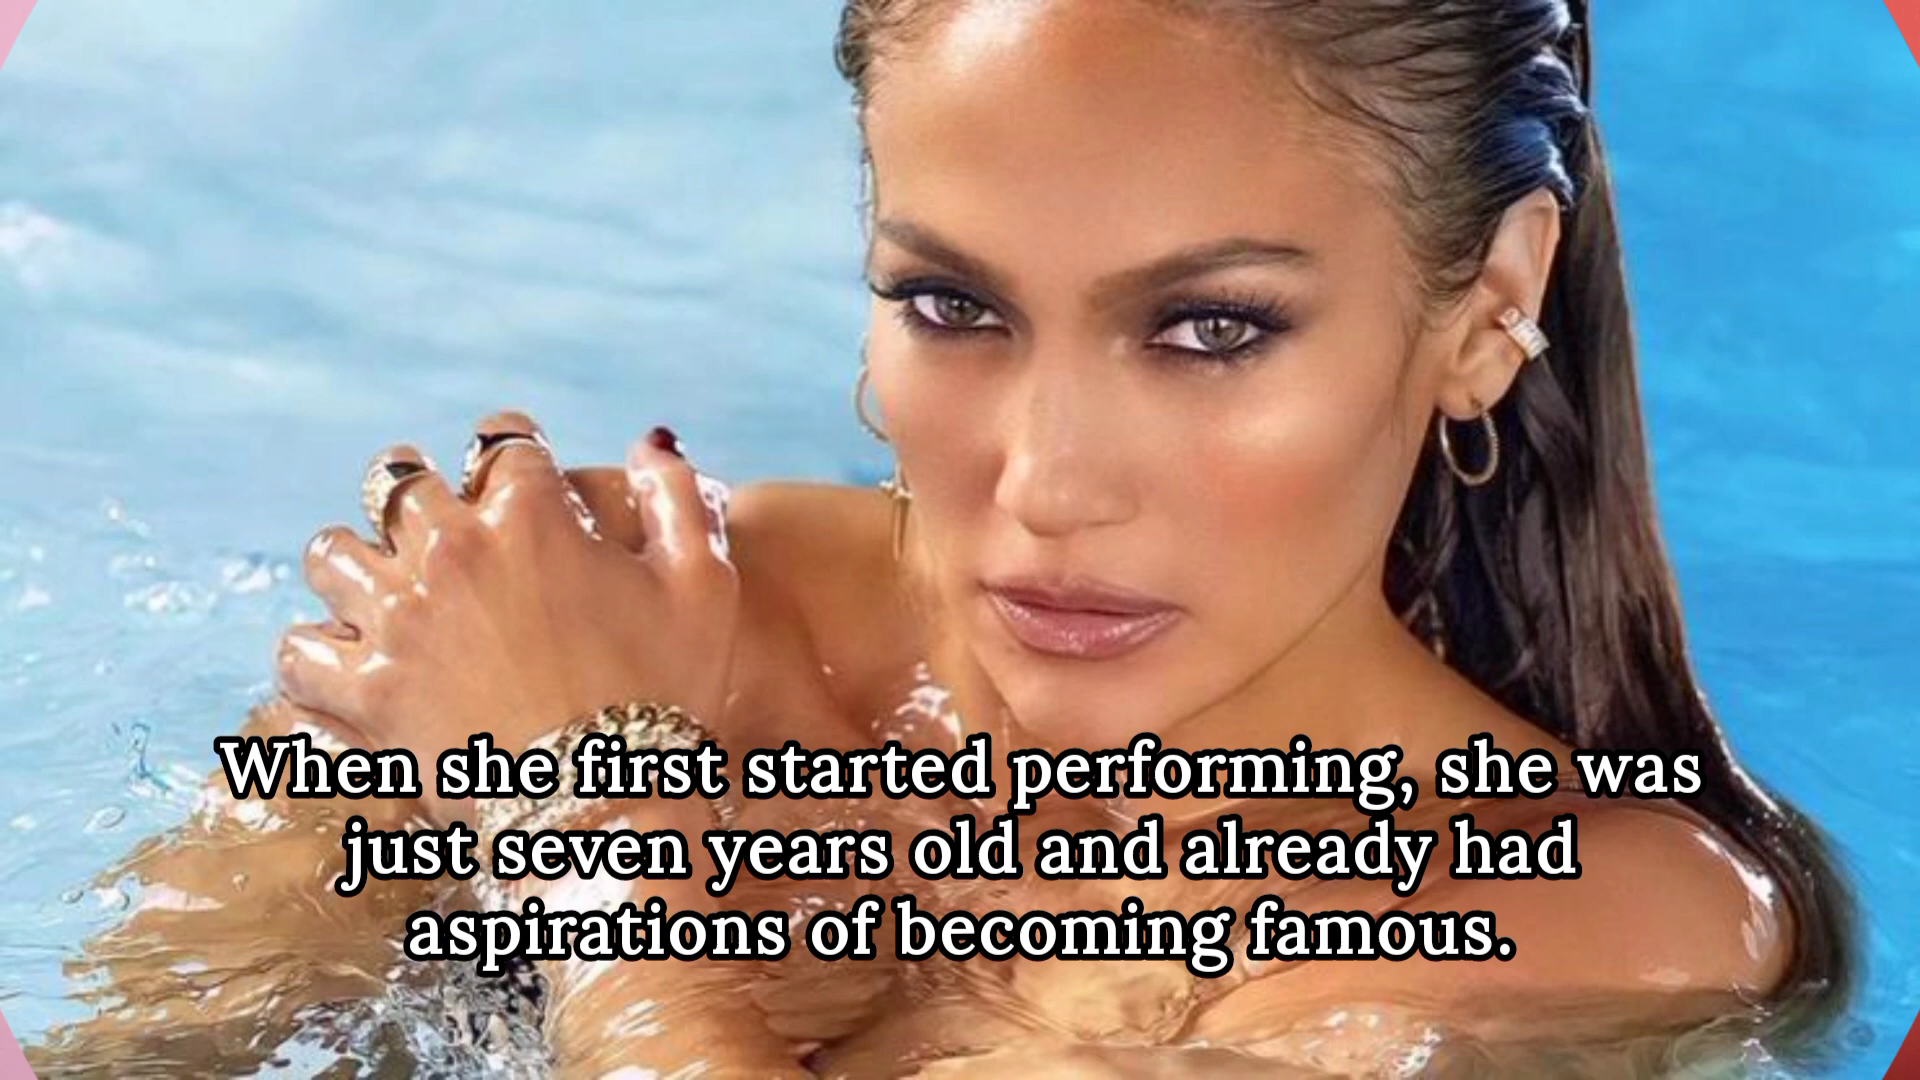 When she first started performing, she was
just seven years old and already had
aspirations of becoming famous.